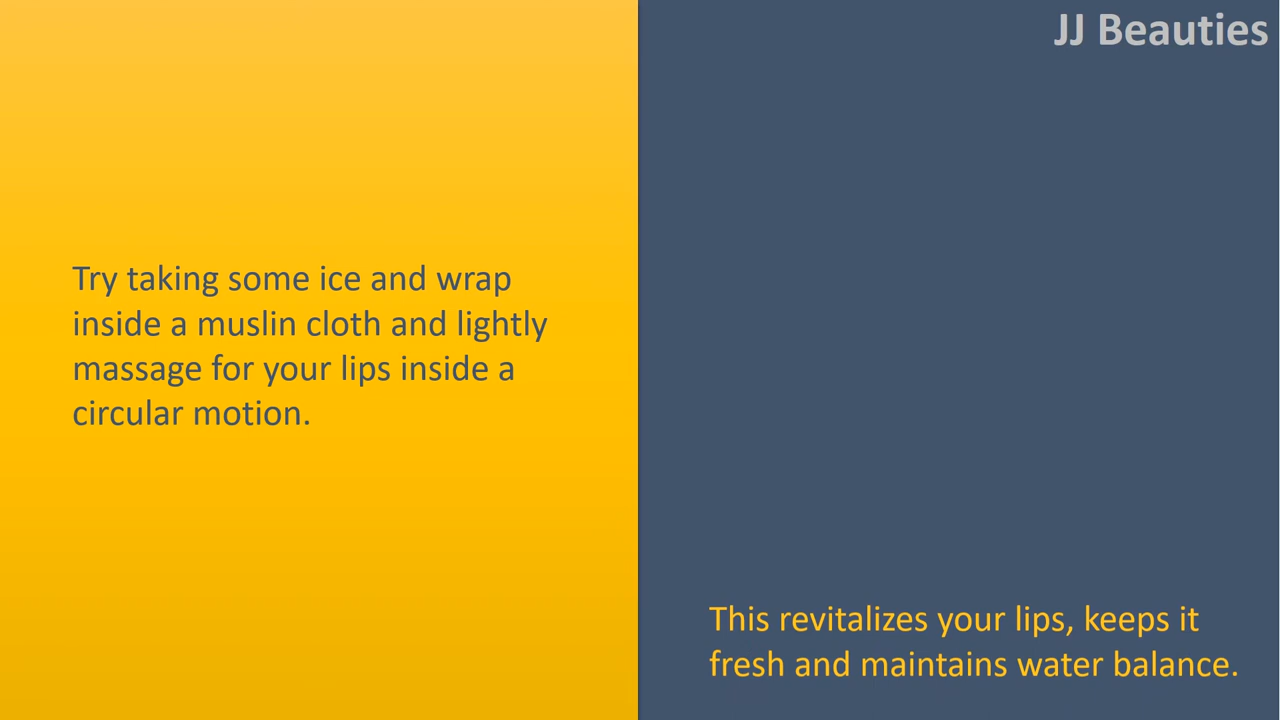 JJ Beauties
Try taking some ice and wrap
inside a muslin cloth and lightly
massage for your lips inside a
circular motion.
This revitalizes your lips, keeps it
fresh and maintains water balance.